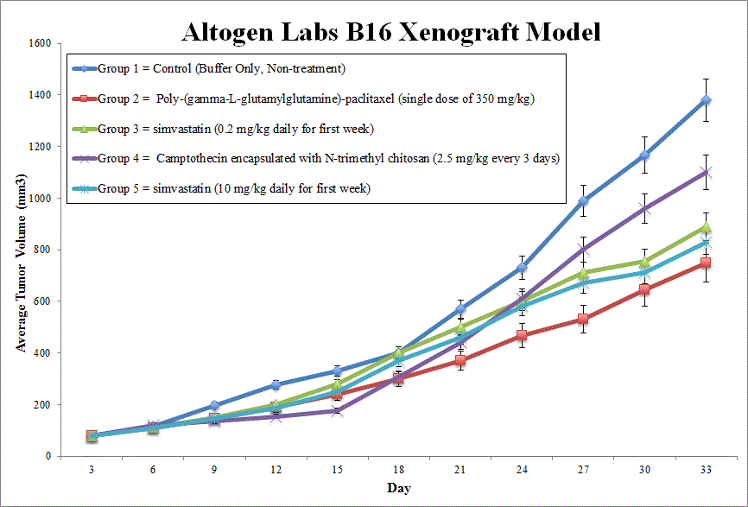 Altogen Labs B16 Xenograft Model
Group 1 = Control (Buffer Only, Non-treatment)
Group 2 =  Poly-(gamma-L-glutamylglutamine)-paclitaxel (single dose of 350 mg/kg)
Group 3 = simvastatin (0.2 mg/kg daily for first week)
Group 4 =  Camptothecin encapsulated with N-trimethyl chitosan (2.5 mg/kg every 3 days)
Group 5 = simvastatin (10 mg/kg daily for first week)
Average Tumor Volume (mm3)
1600
1400
1200
1000
800
600
400
200
0
3 6 9 12 15 18 21 24 27 30 33
Day